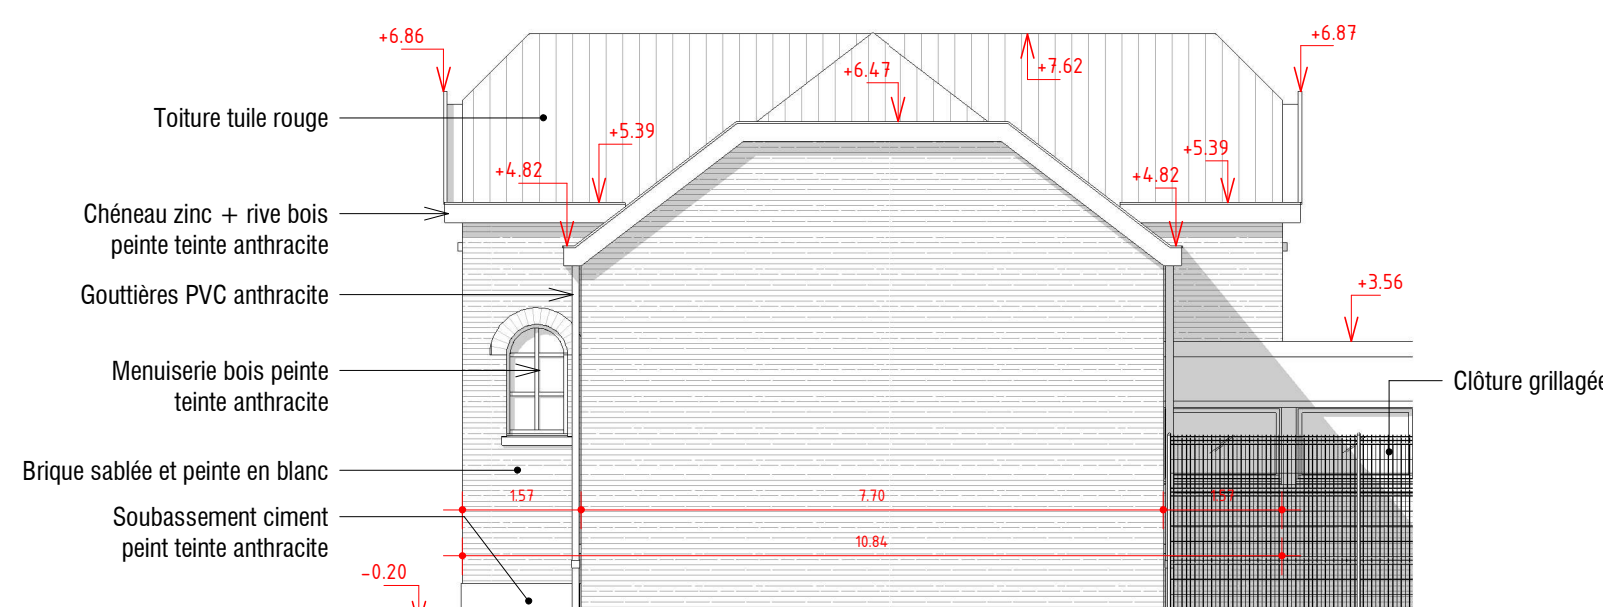 +6.86
+6.87
+6.47
+7.62
Toiture tuile rouge
+5.39
+5.39
+4.82
+4.82
Chéneau zinc + rive bois
peinte teinte anthracite
Gouttières PVC anthracite
+3.56
Menuiserie bois peinte
teinte anthracite
Clôture grillagée
Brique sablée et peinte en blanc
1.57
7.70
1.57
Soubassement ciment
peint teinte anthracite
10.84
-0.20